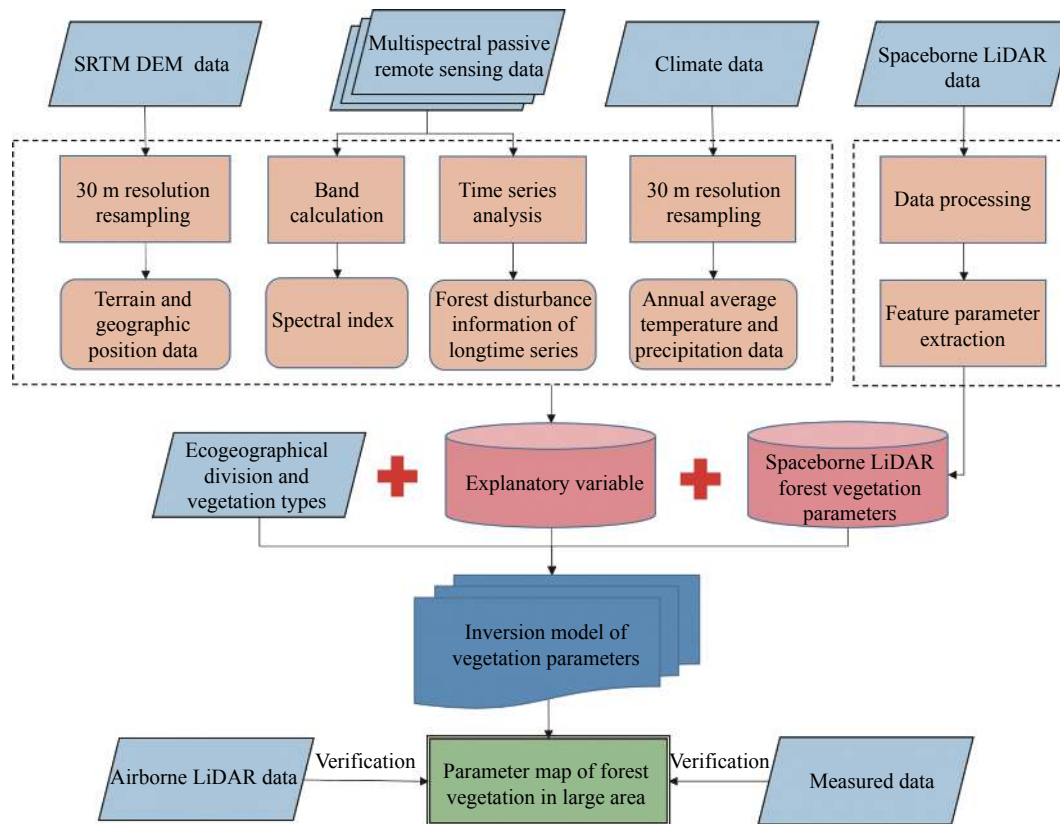 SRTM DEM data
Multispectral passive
remote sensing data
Climate data
Spaceborne LiDAR
data
30 m resolution
resampling
Band
calculation
Time series
analysis
30 m resolution
resampling
Data processing
Terrain and
geographic
position data
Spectral index
Forest disturbance
information of
longtime series
Annual average
temperature and
precipitation data
Feature parameter
extraction
Ecogeographical
division and
vegetation types
Explanatory variable
Spaceborne LiDAR
forest vegetation
parameters
Inversion model of
vegetation parameters
Airborne LiDAR data
Verification
Parameter map of forest
vegetation in large area
Verification
Measured data